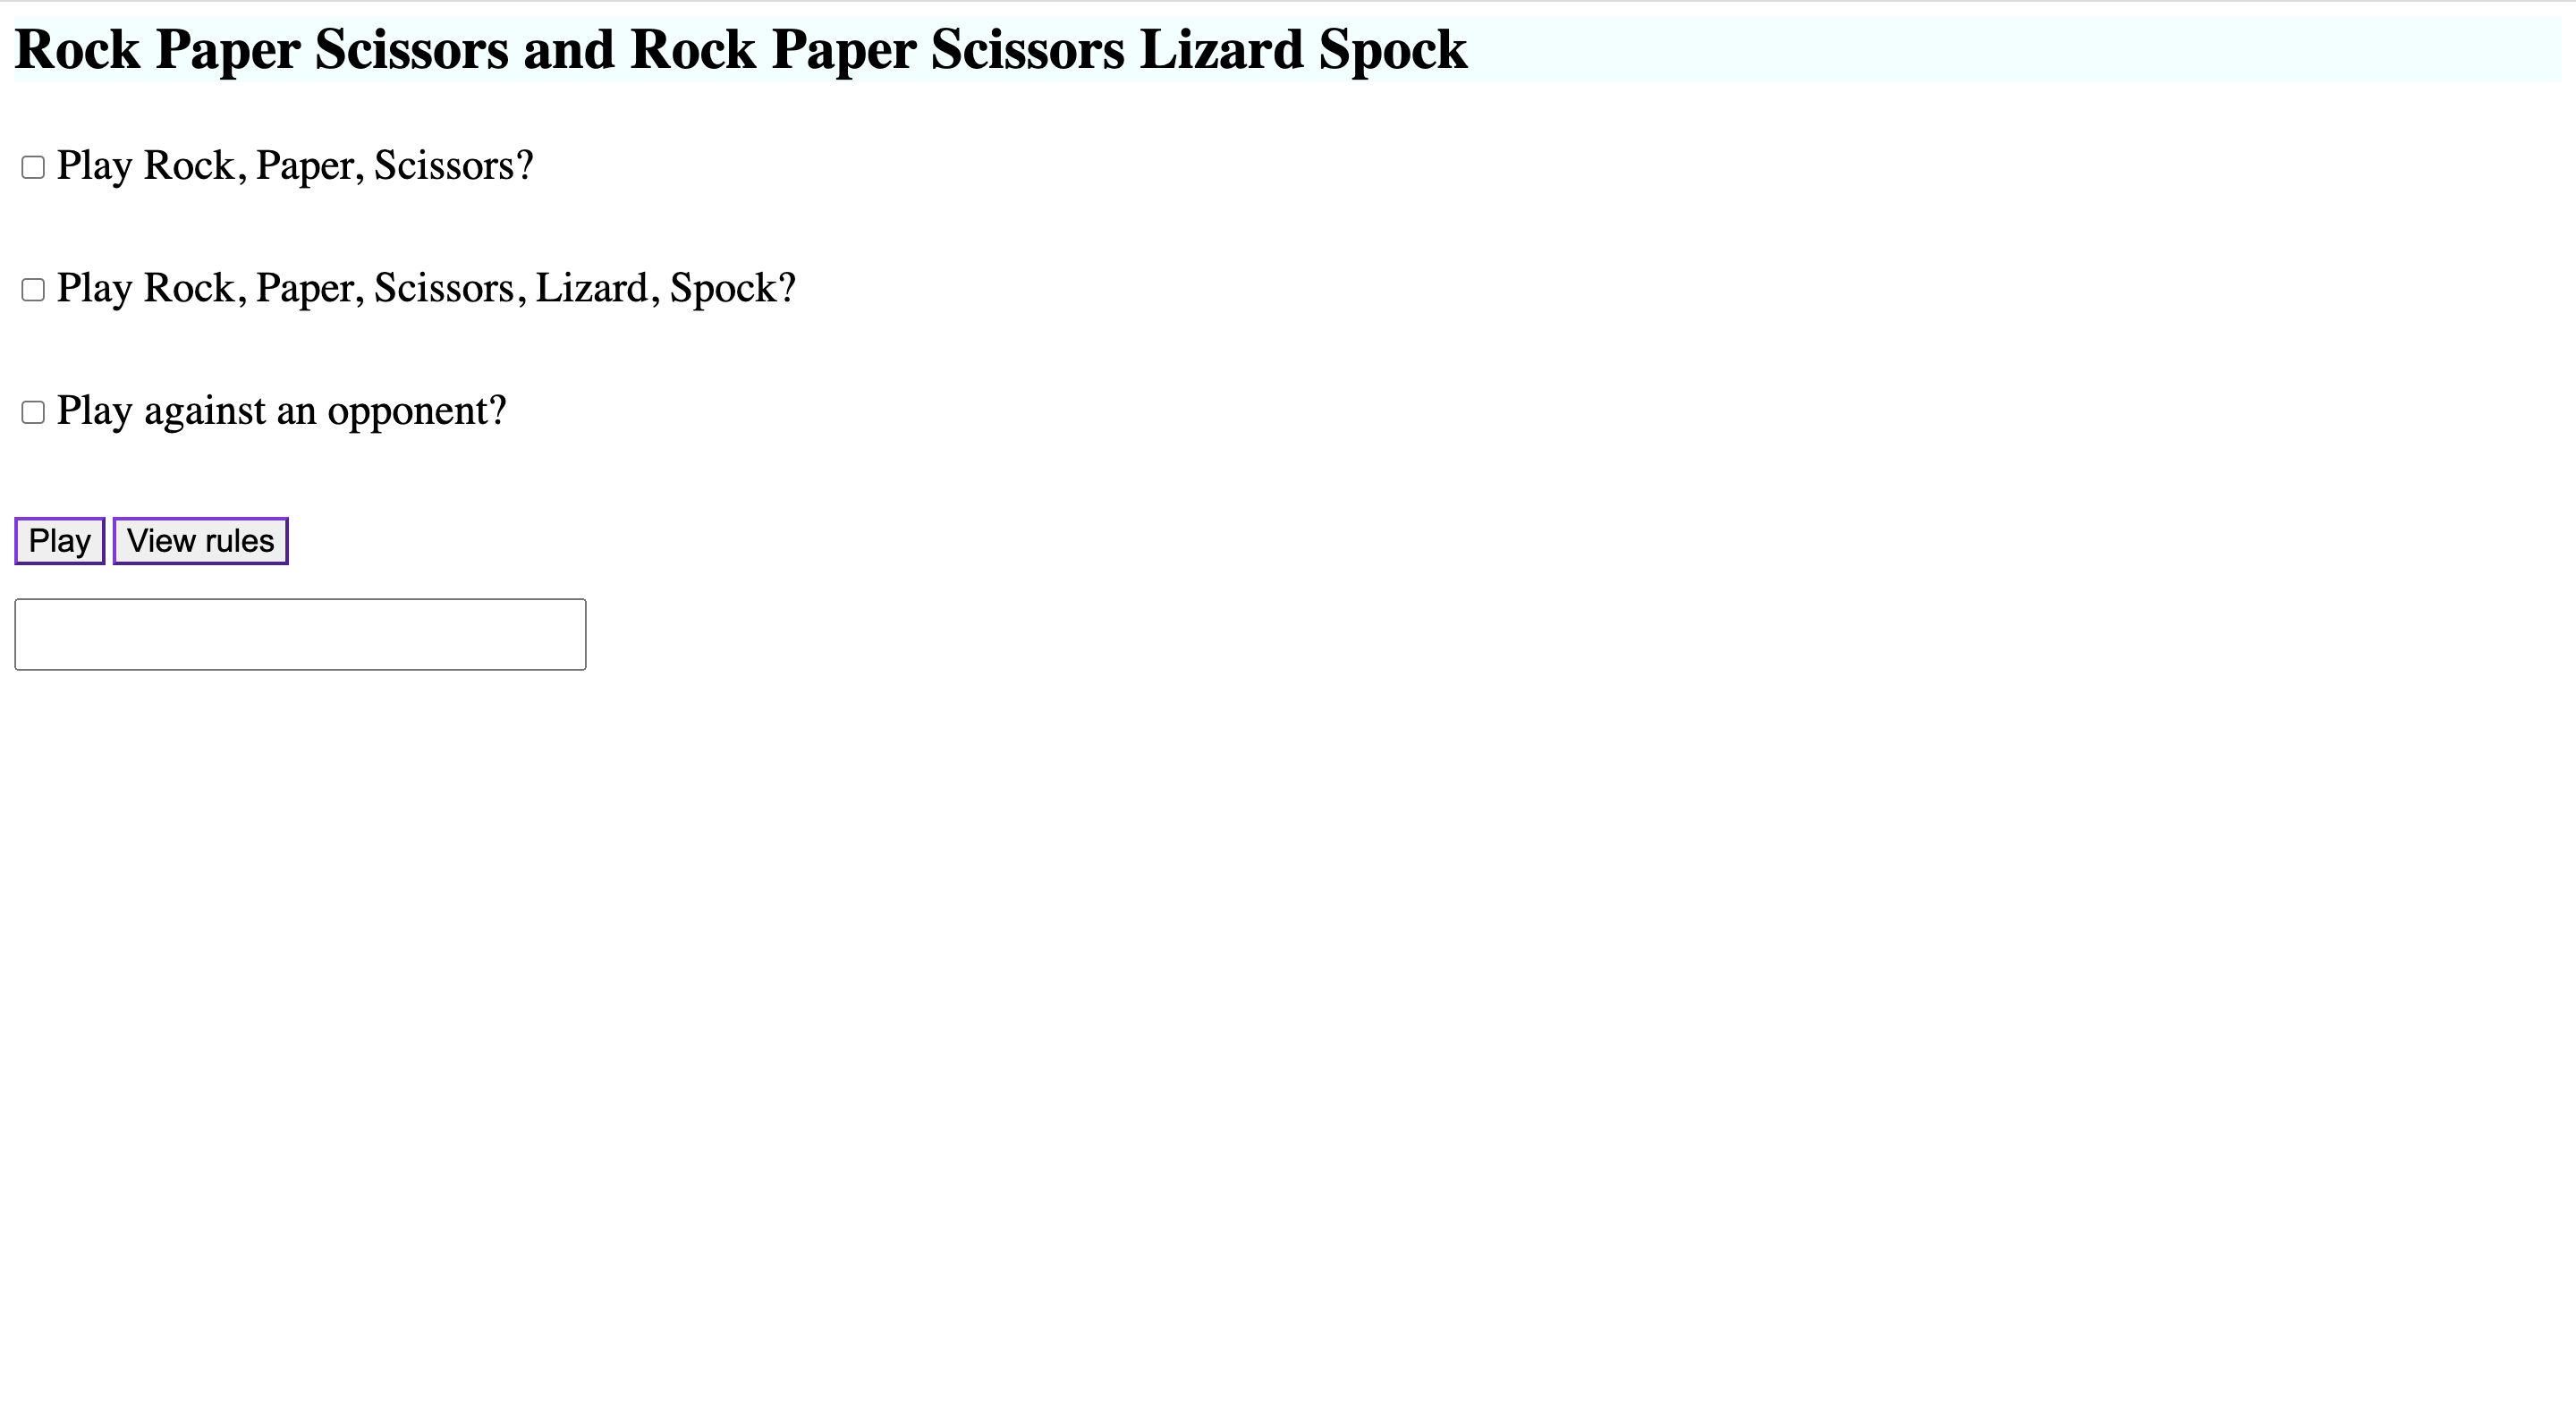 Rock Paper Scissors and Rock Paper Scissors Lizard Spock
Play Rock, Paper, Scissors?
Play Rock, Paper, Scissors, Lizard, Spock?
Play against an opponent?
Play View rules